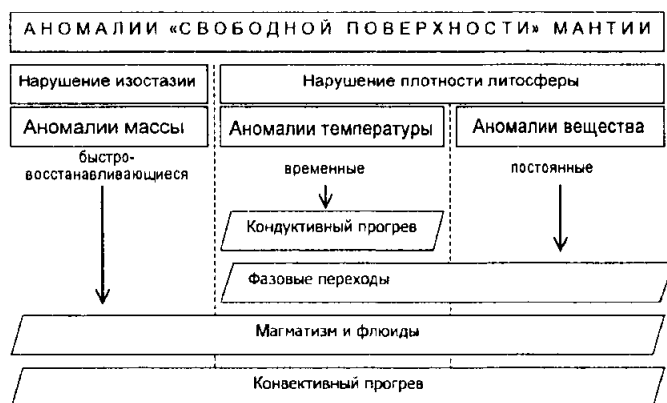 АНОМАЛИИ «СВОБОДНОЙ ПОВЕРХНОСТИ» МАНТИИ
Нарушение изостазии
Нарушение плотности литосферы
Аномалии массы
Аномалии температуры
Аномалии вещества
быстро-
восстанавливающиеся
временные
постоянные
Кондуктивный прогрев
Фазовые переходы
Магматизм и флюиды
Конвективный прогрев